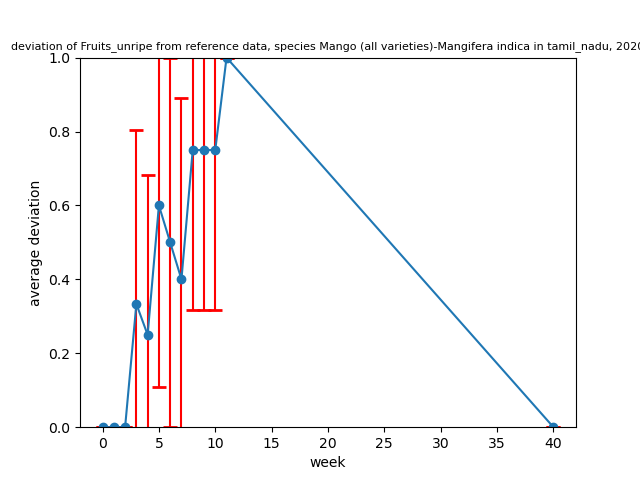 deviation of Fruits_unripe from reference data, species Mango (all varieties)-Mangifera indica in tamil_nadu, 2020
1.0
0.8
0.6
0.4
0.2
0.0
average deviation
0 5 10 15 20 25 30 35 40
week